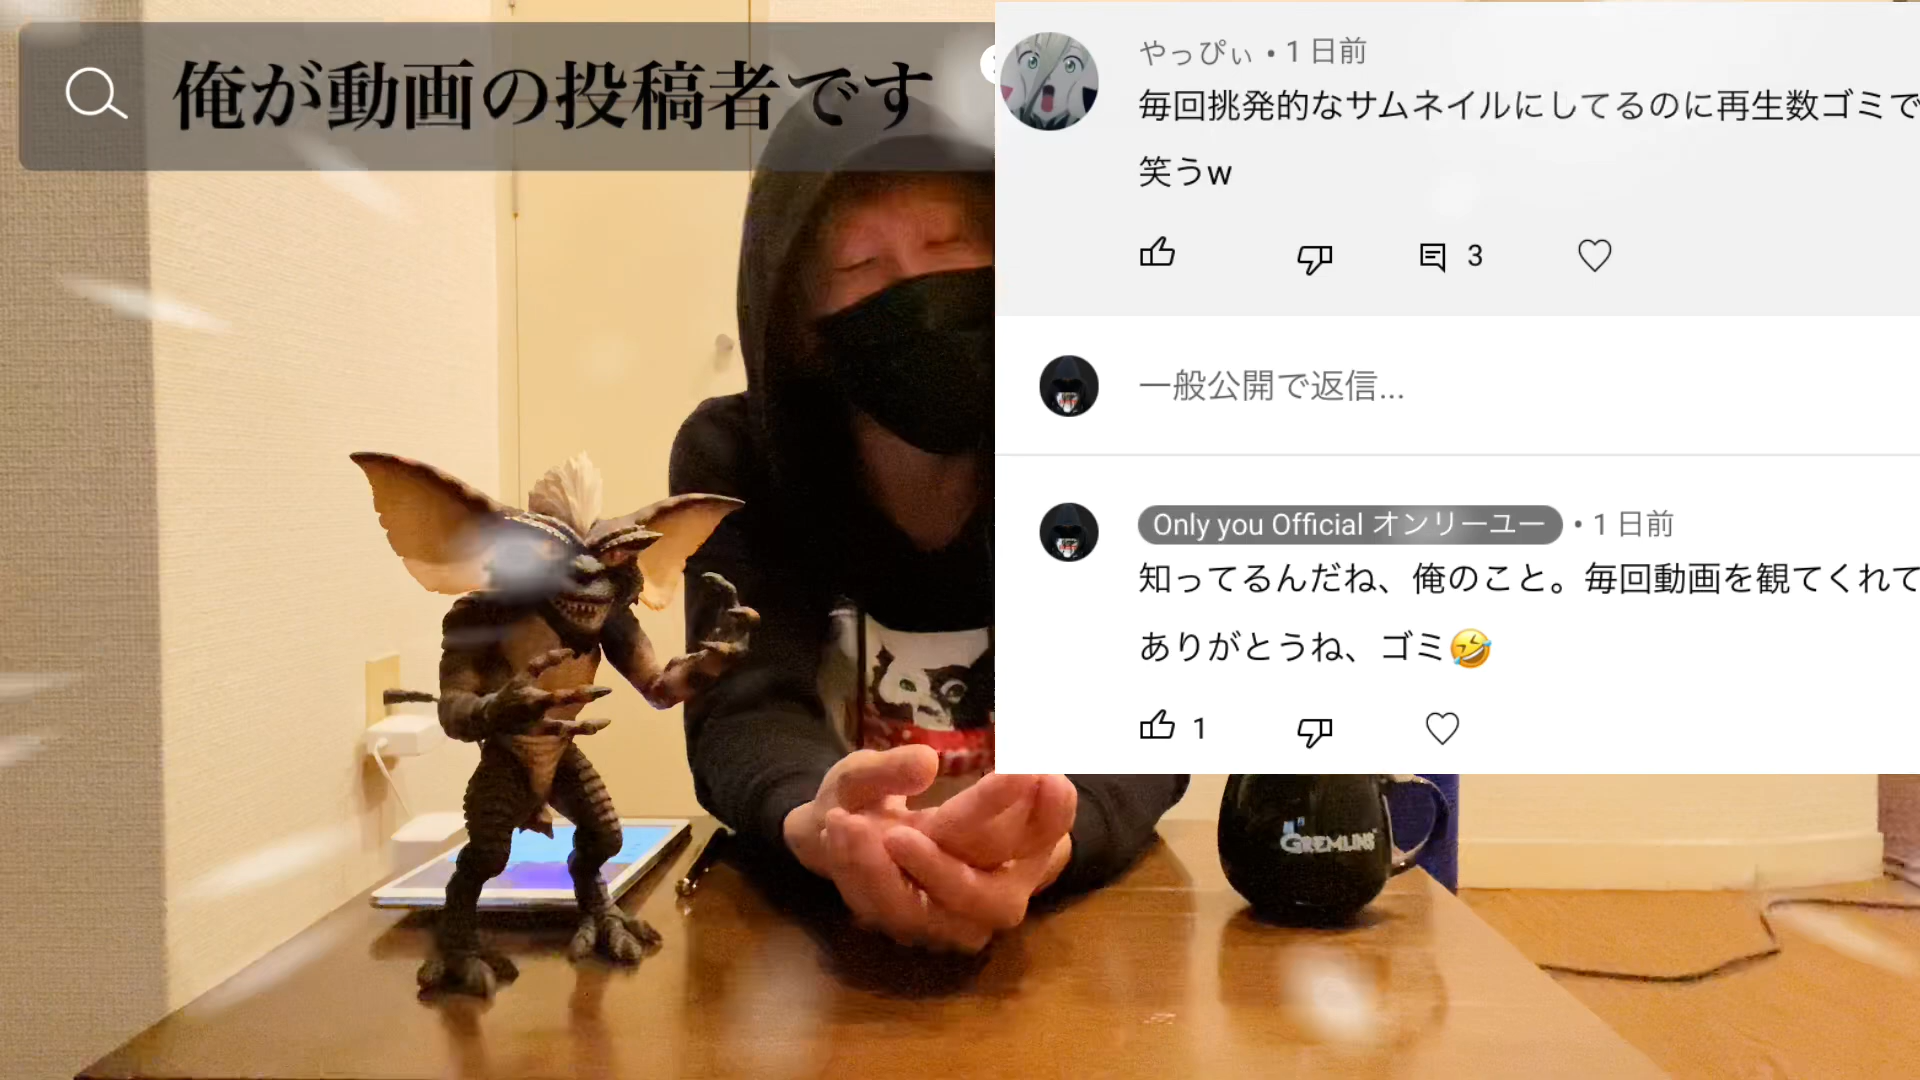 俺が動画の投稿者です
やっぴぃ • 1 日前
毎回挑発的なサムネイルにしてるのに再生数ゴミで
笑うw
3
一般公開で返信...
Only you Official オンリーユー • 1 日前
知ってるんだね、俺のこと。毎回動画を観てくれて
ありがとうね、ゴミ🤣
1
GREMLINS